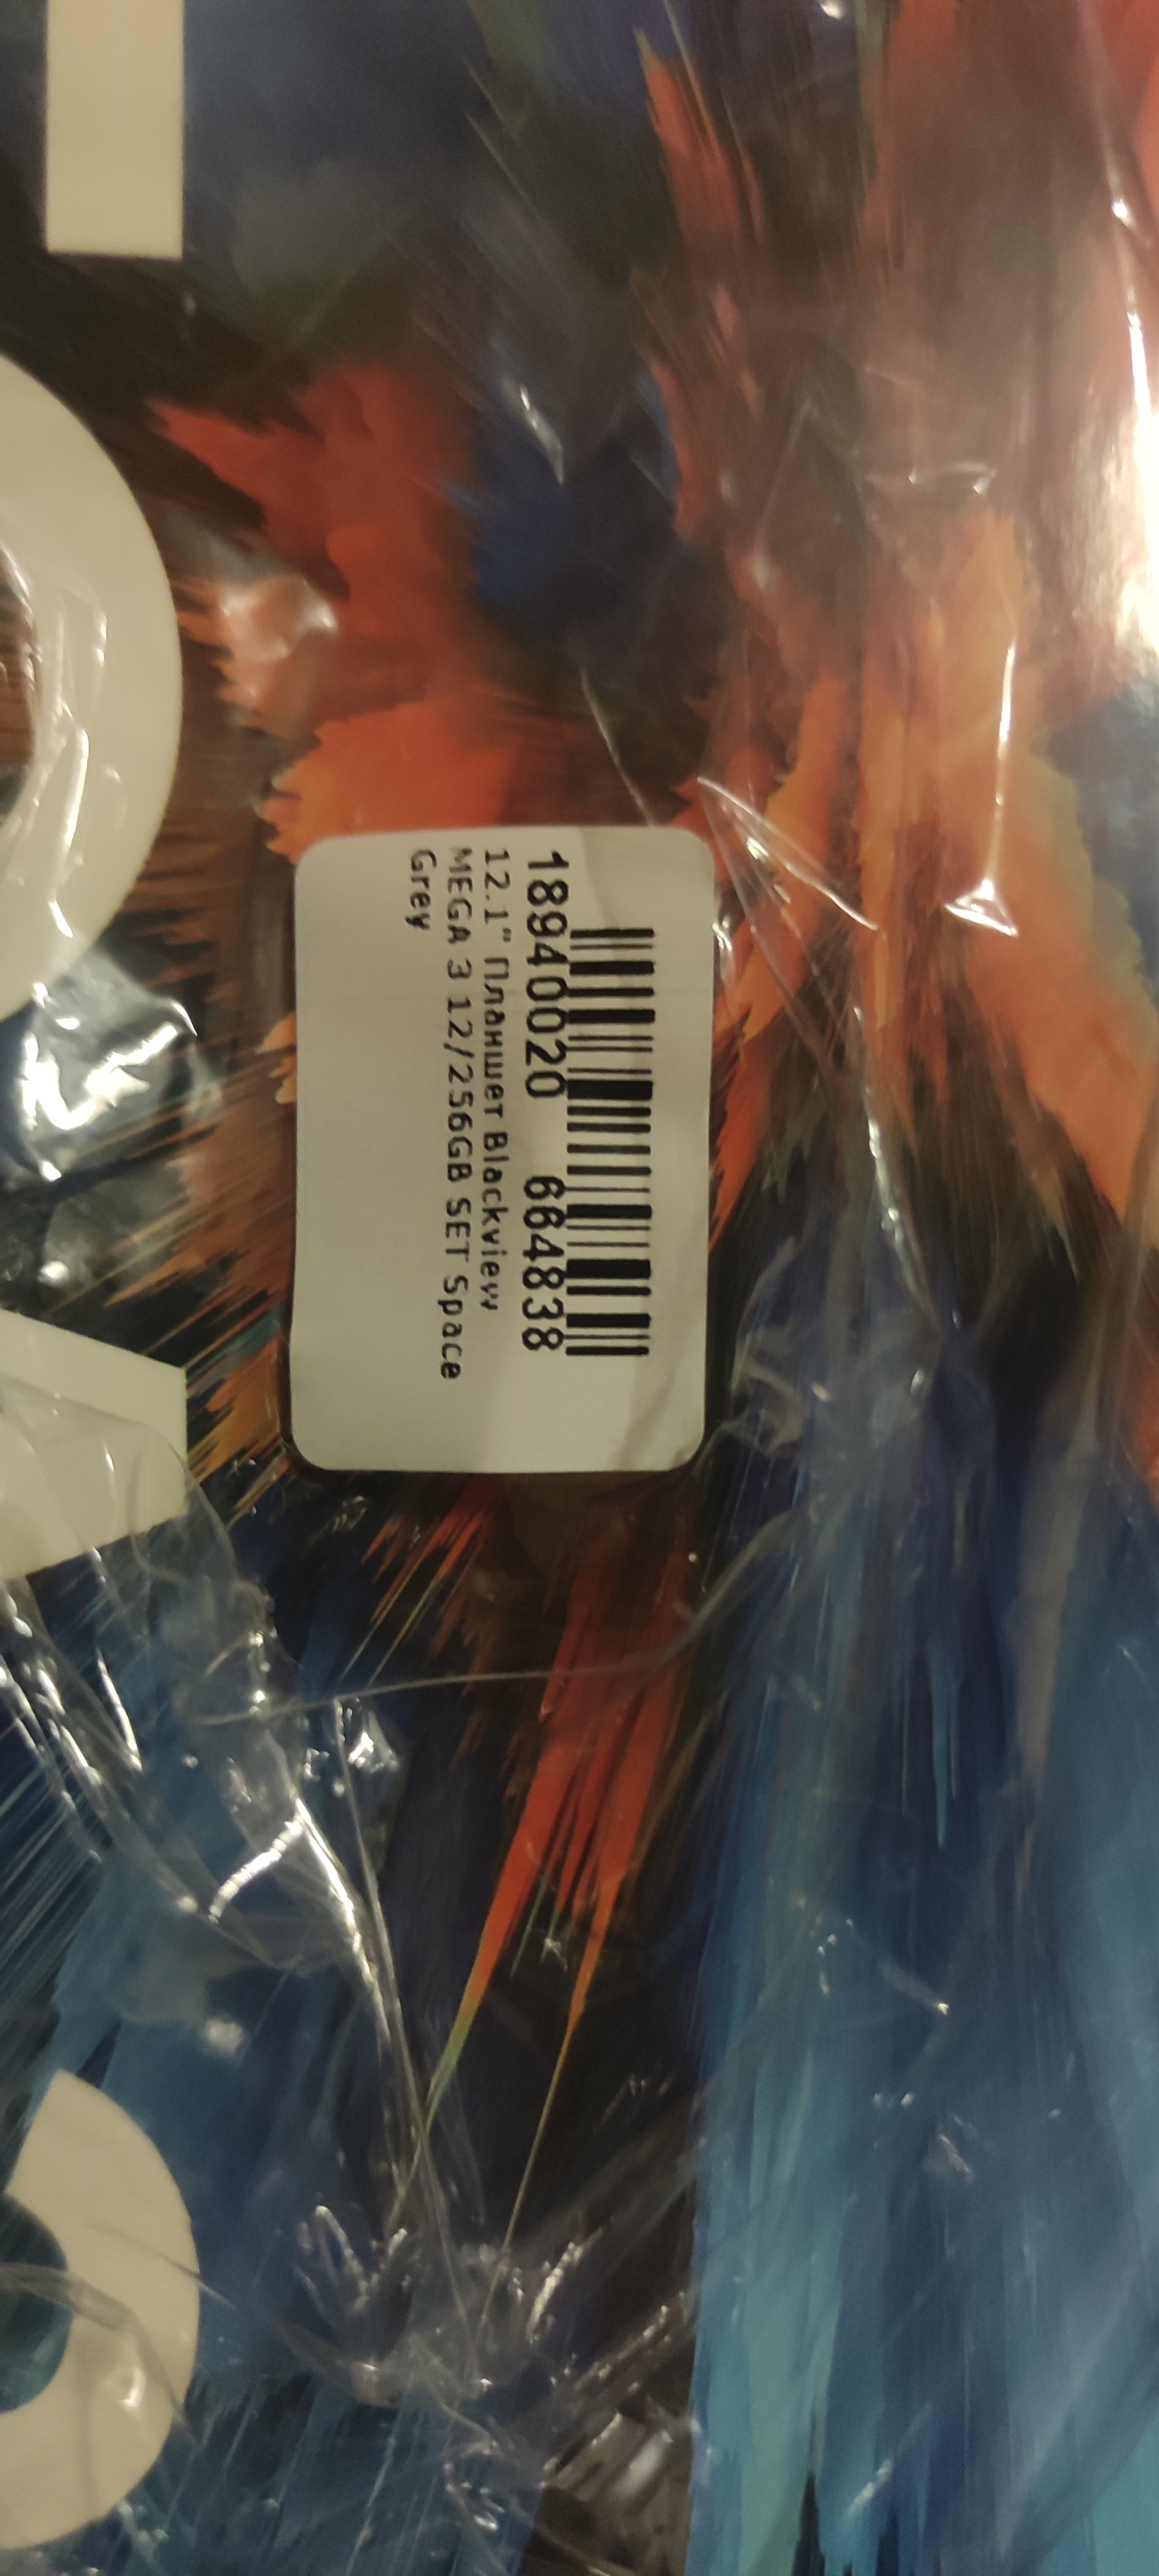 18940020 664838
12.1" Планшет Blackview
MEGA 3 12/256GB SET Space
Grey